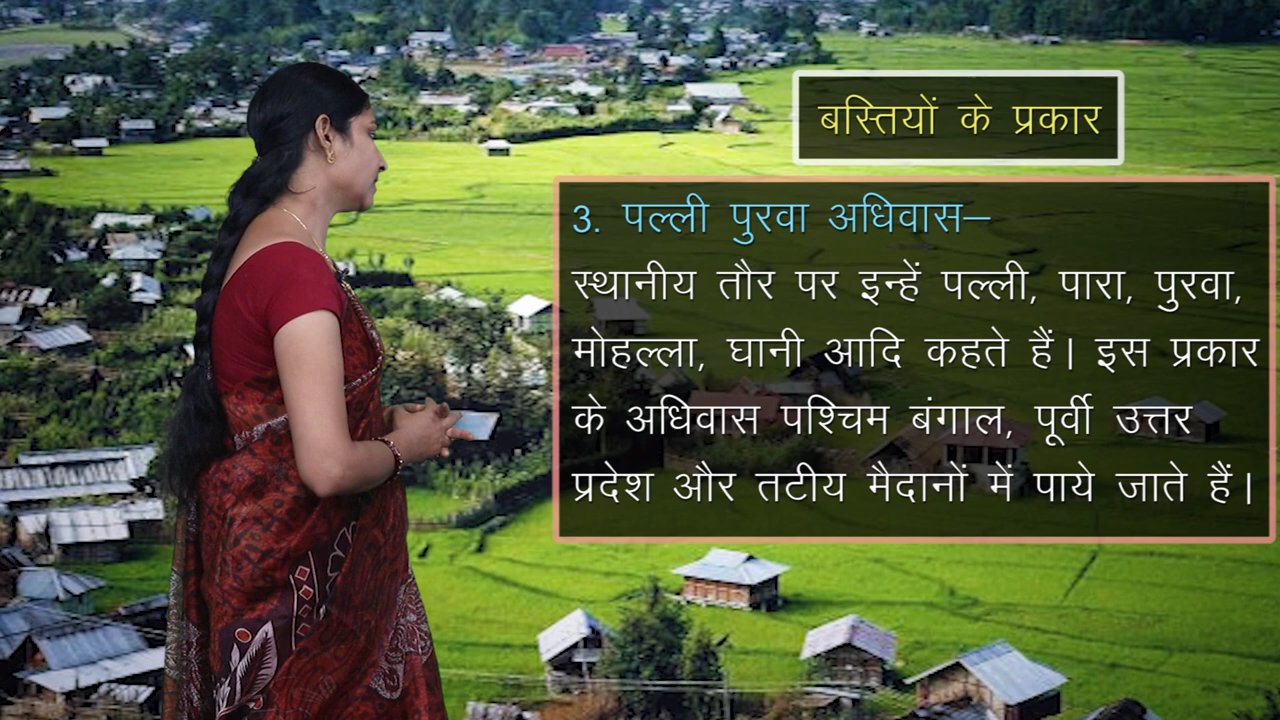 बस्तियों के प्रकार
3. पल्ली पुरवा अधिवास–
स्थानीय तौर पर इन्हें पल्ली, पारा, पुरवा,
मोहल्ला, घानी आदि कहते हैं। इस प्रकार
के अधिवास पश्चिम बंगाल, पूर्वी उत्तर
प्रदेश और तटीय मैदानों में पाये जाते हैं।